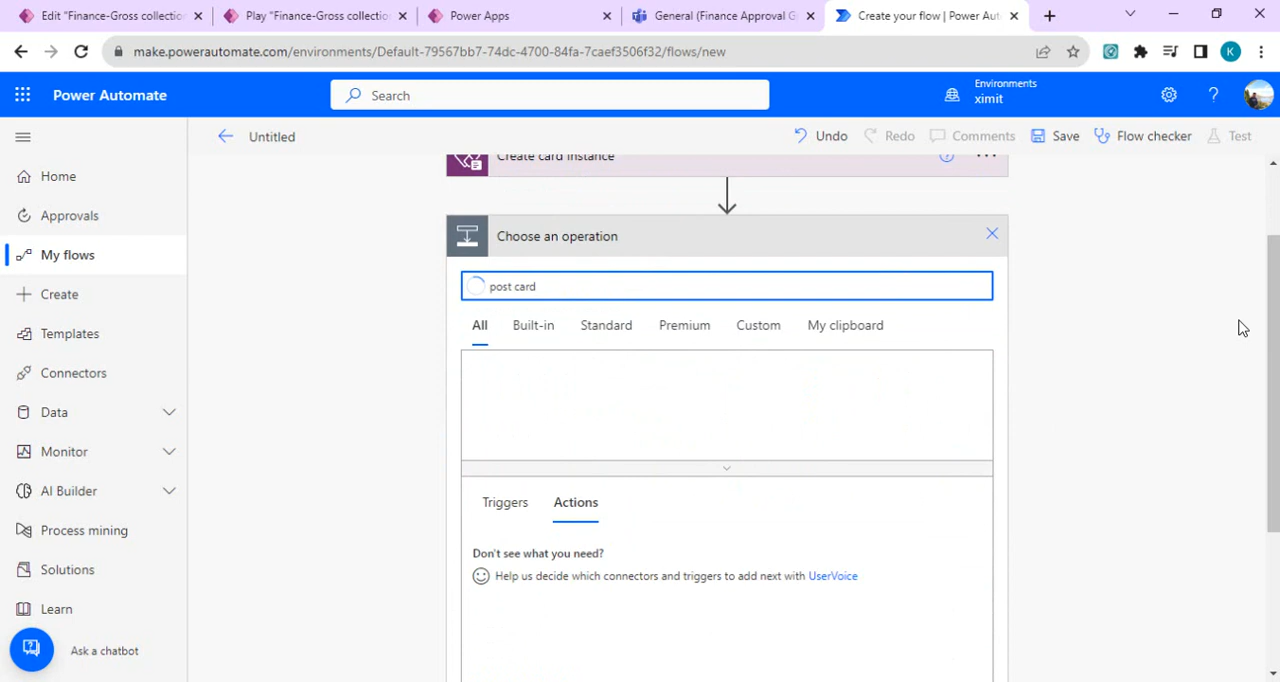 Edit "Finance-Gross collection
Play "Finance-Gross collection
Power Apps
General (Finance Approval G
Create your flow | Power Aut
make.powerautomate.com/environments/Default-79567bb7-74dc-4700-84fa-7caef3506f32/flows/new
K
Power Automate
Search
Environments
ximit
Untitled
Undo
Redo
Comments
Save
Flow checker
Test
Home
Approvals
My flows
Create
Templates
Connectors
Data
Monitor
AI Builder
Process mining
Solutions
Learn
Ask a chatbot
Create card instance
Choose an operation
post card
All
Built-in
Standard
Premium
Custom
My clipboard
Triggers
Actions
Don't see what you need?
Help us decide which connectors and triggers to add next with UserVoice